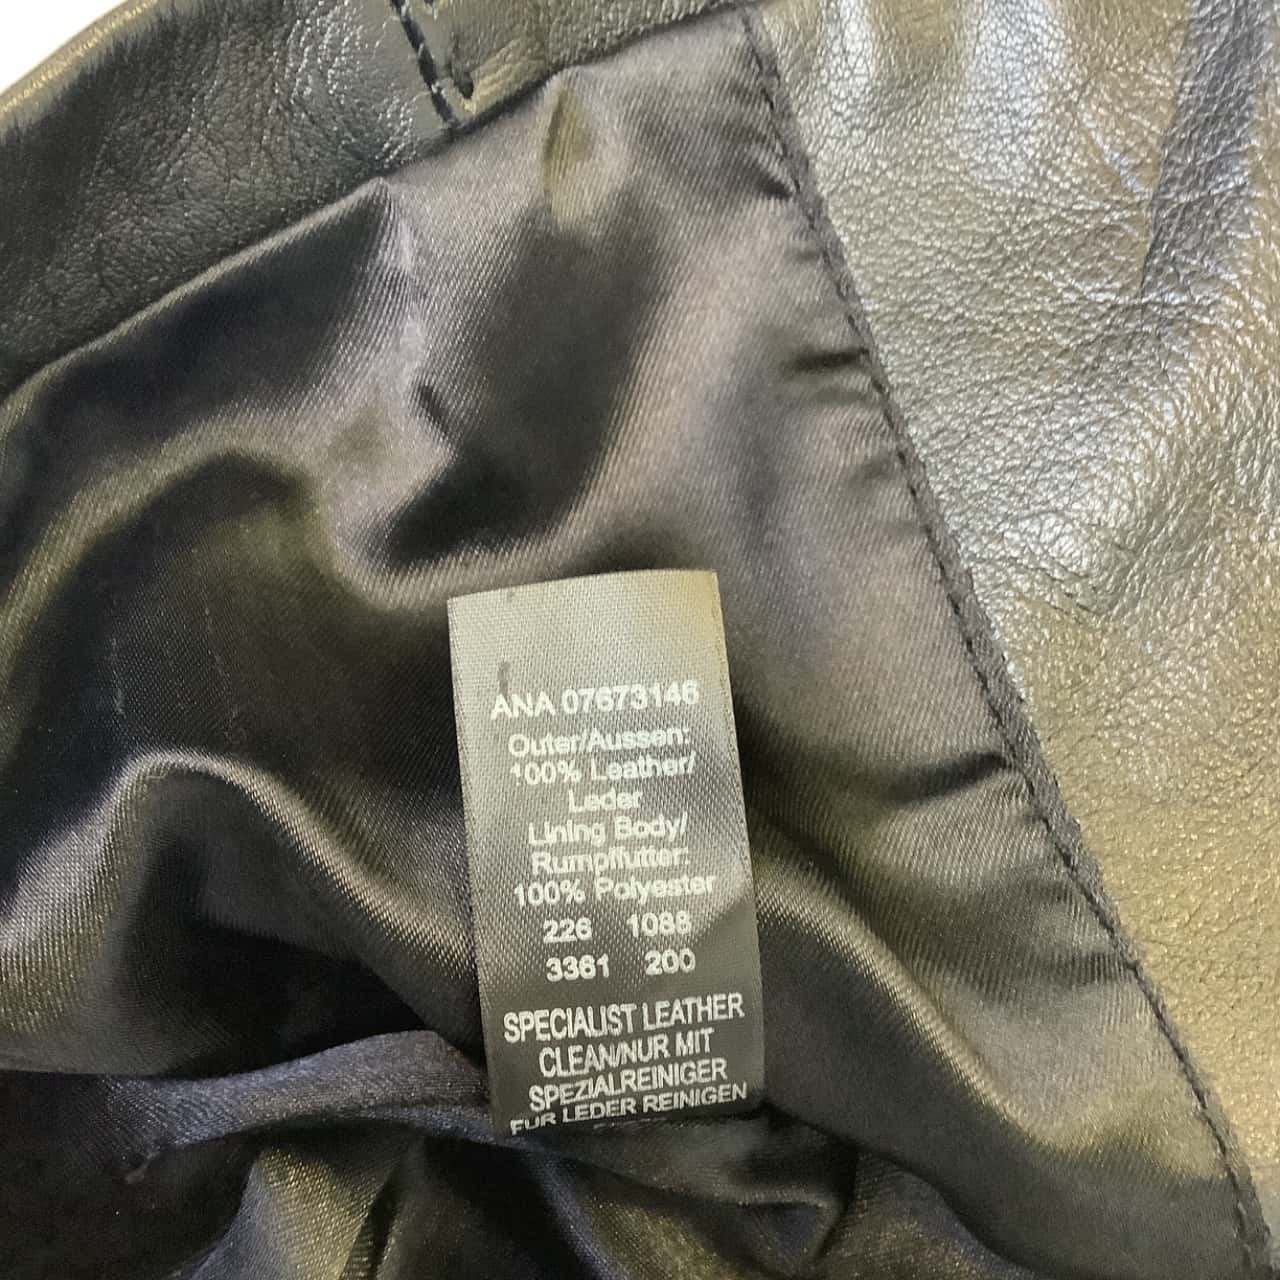 ANA 07673146
Outer/Aussen:
100% Leather/
Leder
Lining Body/
Rumpffutter:
100% Polyester
226 1088
3361 200
SPECIALIST LEATHER
CLEAN/NUR MIT
SPEZIALREINIGER
FUR LEDER REINIGEN